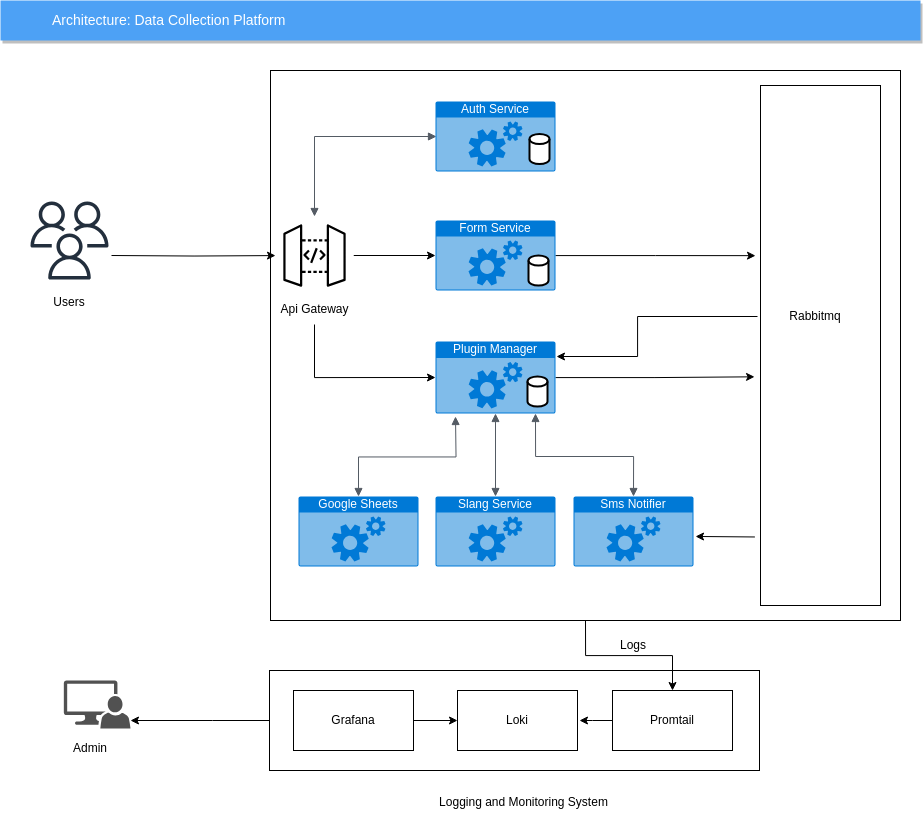 Architecture: Data Collection Platform
Auth Service
Form Service
Users
Api Gateway
Rabbitmq
Plugin Manager
Google Sheets
Slang Service
Sms Notifier
Logs
Grafana
Loki
Promtail
Admin
Logging and Monitoring System